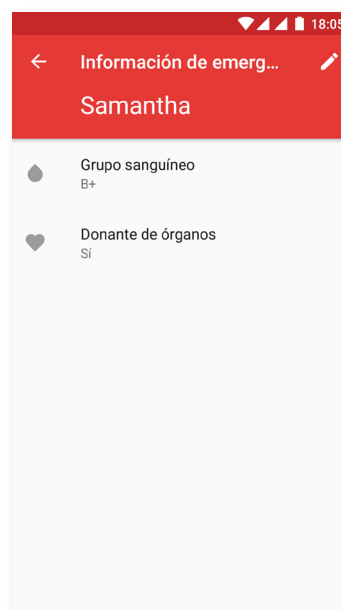 18:05
Información de emerg...
Samantha
Grupo sanguíneo
B+
Donante de órganos
Sí